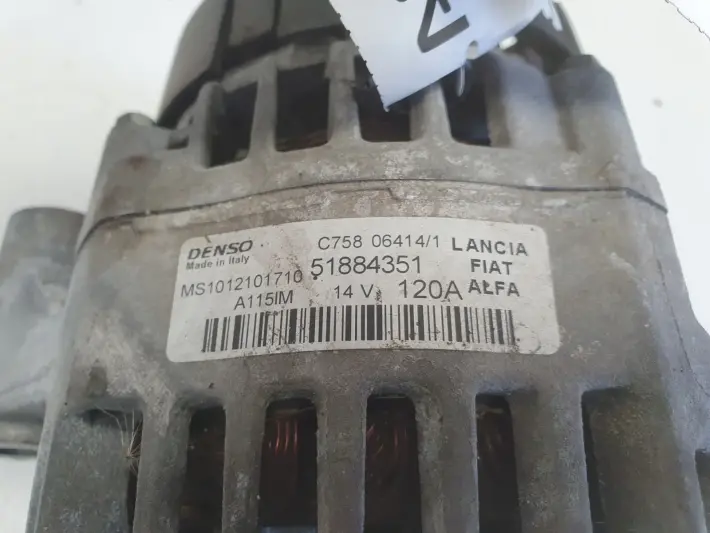 DENSO C758 06414/1 LANCIA
Made in Italy 51884351 FIAT
MS1012101710 14 V 120A ALFA
A115IM